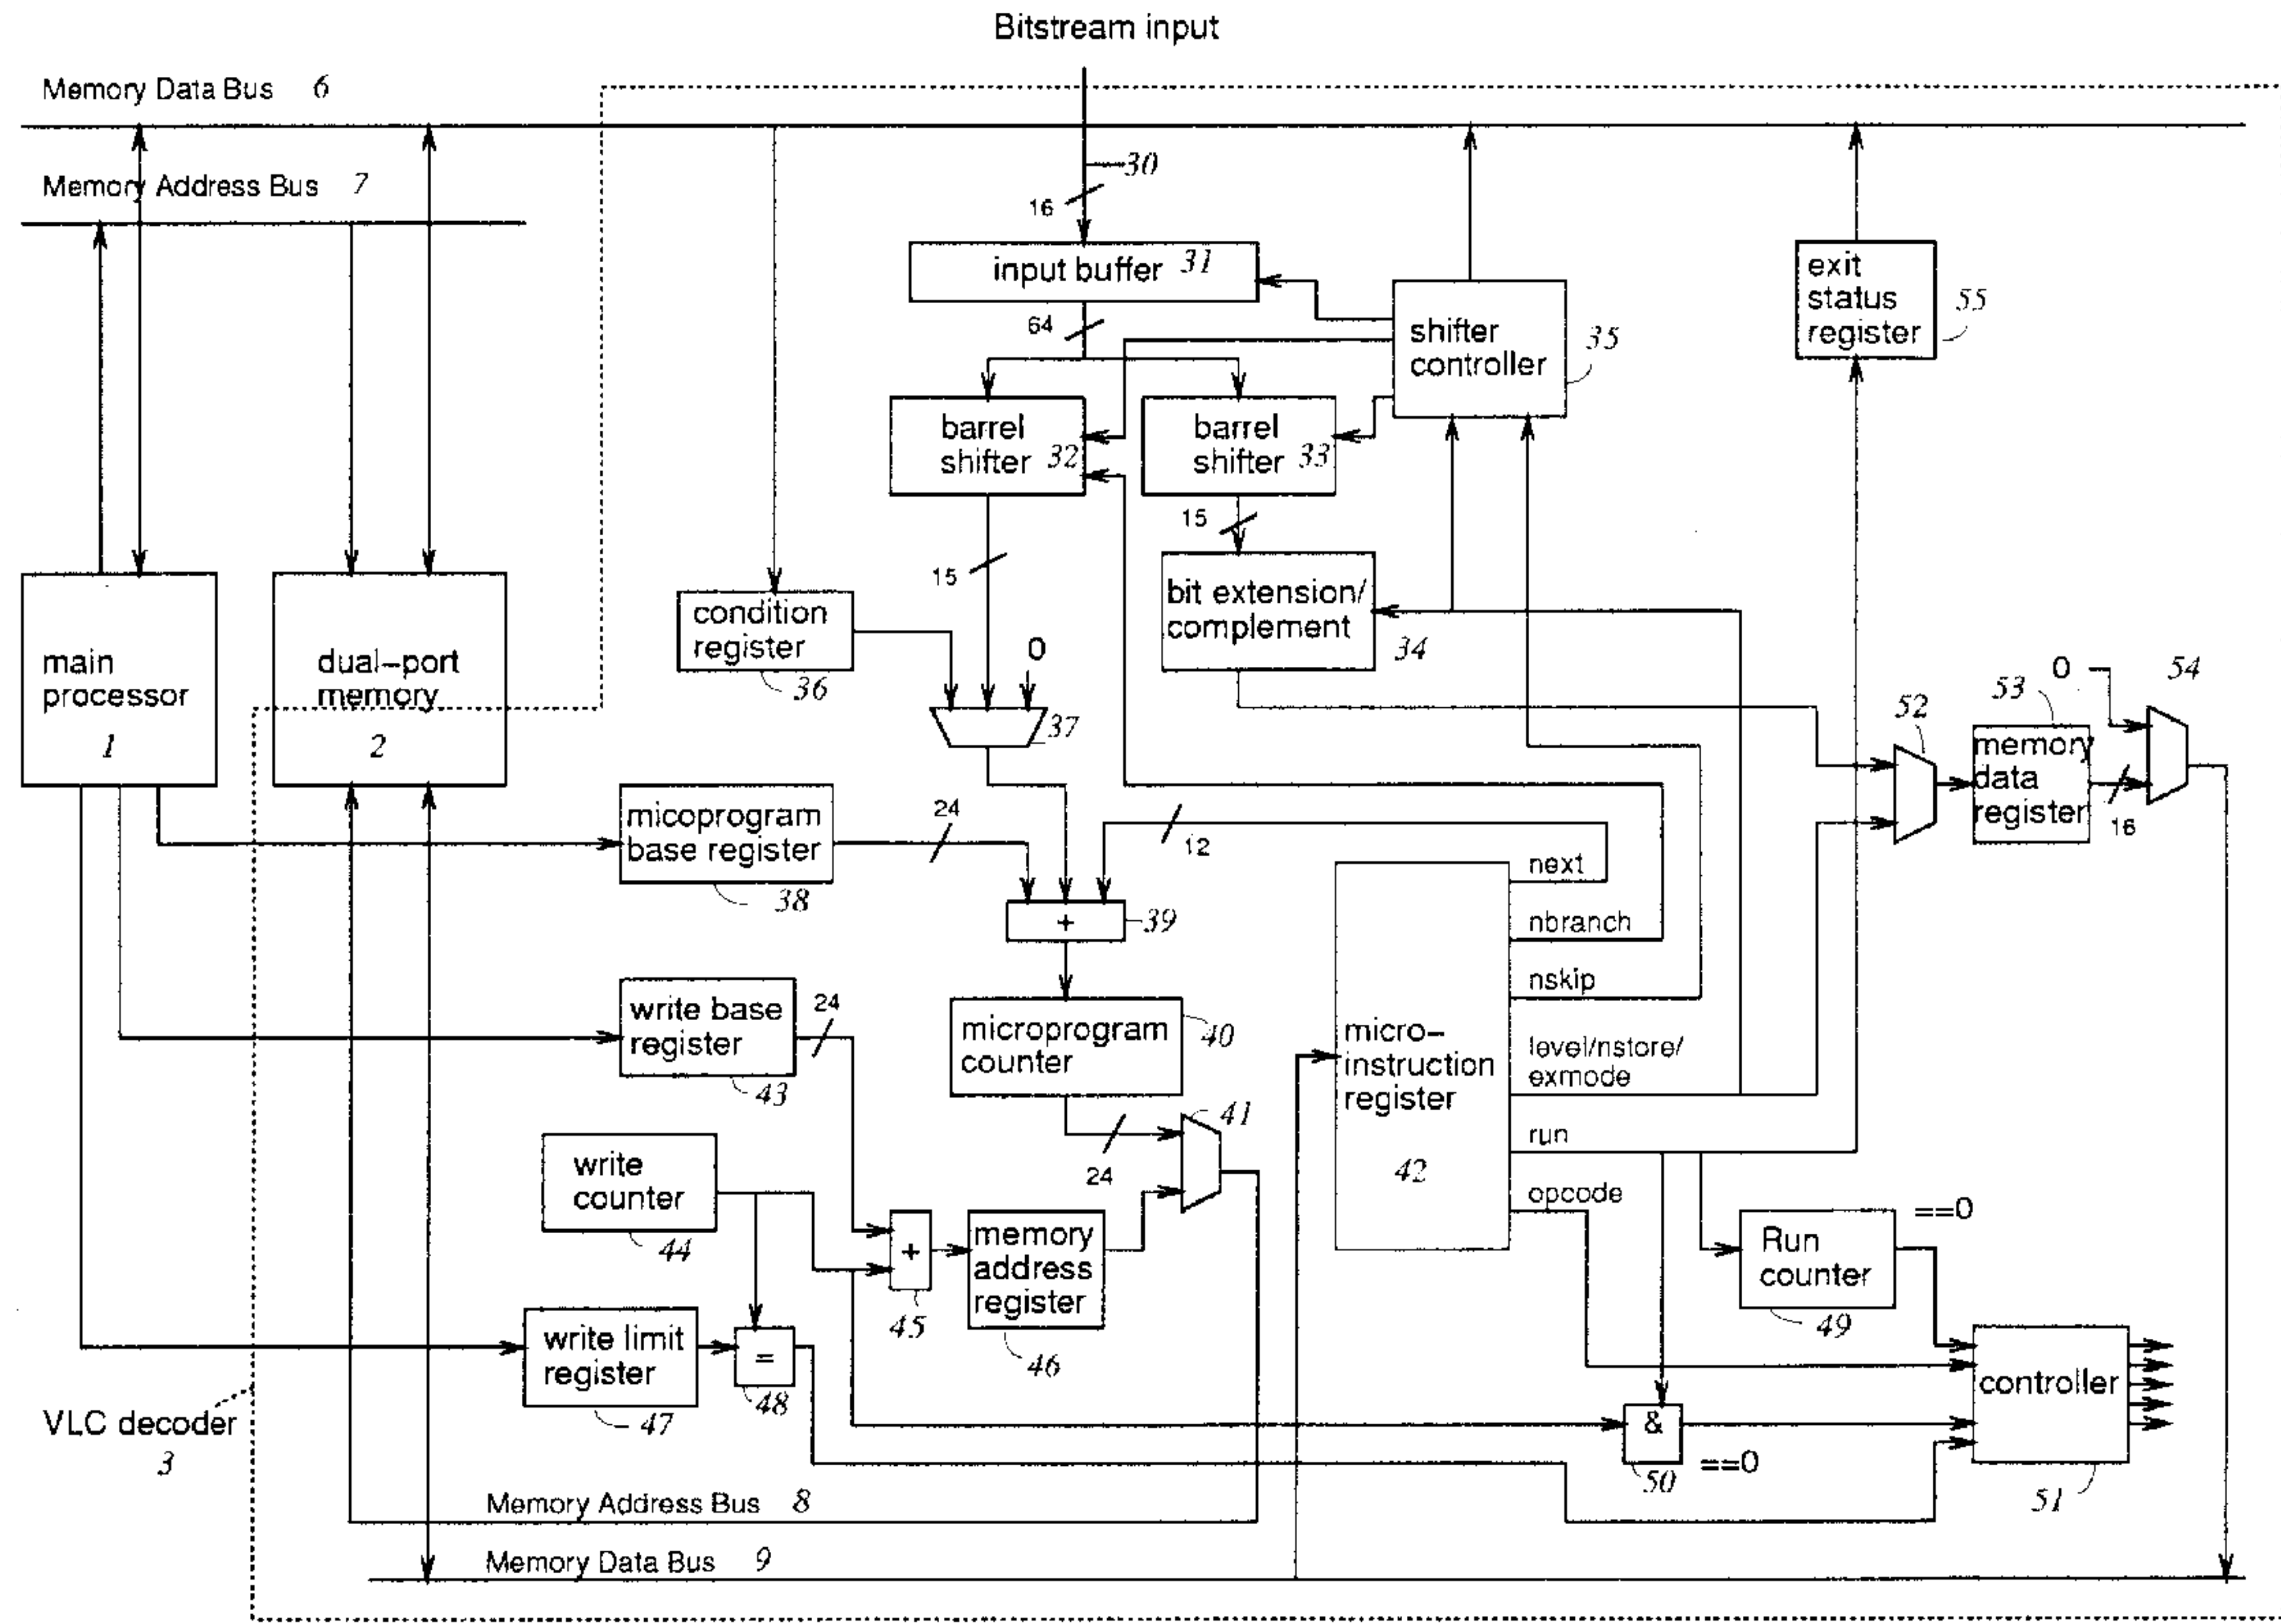 Bitstream input
Memory Data Bus 6
Memory Address Bus 7
30
16
input buffer 31
64
shifter
controller
35
exit
status
register
55
barrel
shifter 32
barrel
shifter 33
15
15
bit extension/
complement
34
condition
register
36
0
37
main
processor
1
dual-port
memory
2
0
54
53
52
memory
data
register
16
micoprogram
base register
38
24
12
+
39
next
nbranch
nskip
level/nstore/
exmode
run
opcode
micro-
instruction
register
42
write base
register
43
24
microprogram
counter
40
41
24
write
counter
44
+
45
memory
address
register
46
Run
counter
49
==0
write limit
register
47
=
48
controller
51
&
50
==0
VLC decoder
3
Memory Address Bus 8
Memory Data Bus 9